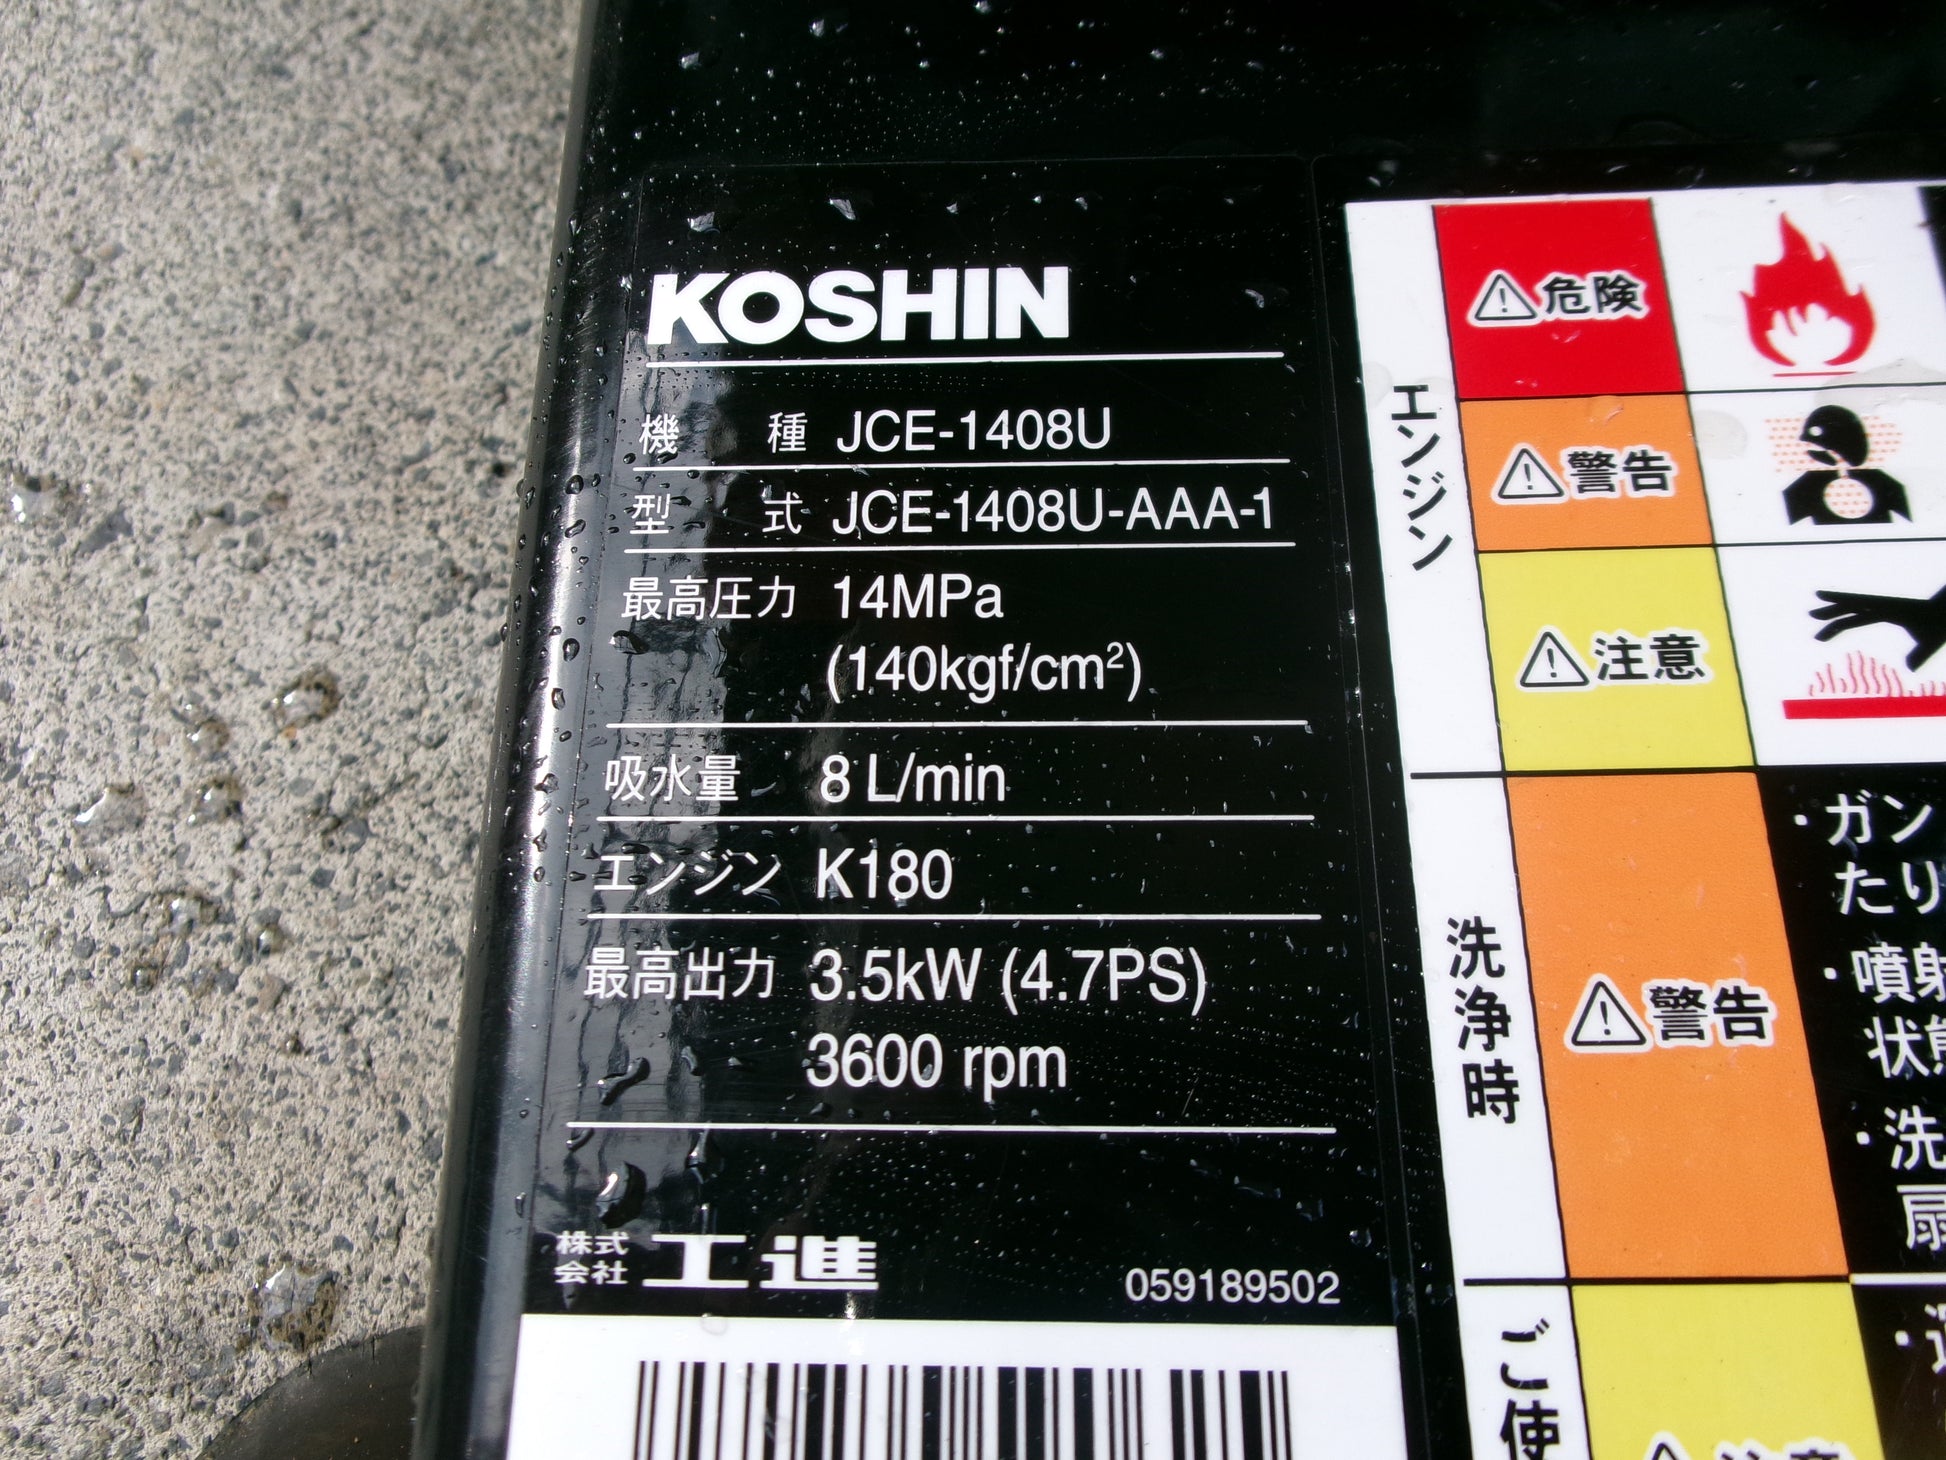 KOSHIN
機種 JCE-1408U
型式 JCE-1408U-AAA-1
最高圧力 14MPa
(140kgf/cm²)
吸水量 8 L/min
エンジン K180
最高出力 3.5kW (4.7PS)
3600 rpm
株式会社 工進
059189502
エンジン
危険
警告
注意
洗浄時
警告
・ガン
たり
・噴射
状態
・洗
扇
ご使
注意